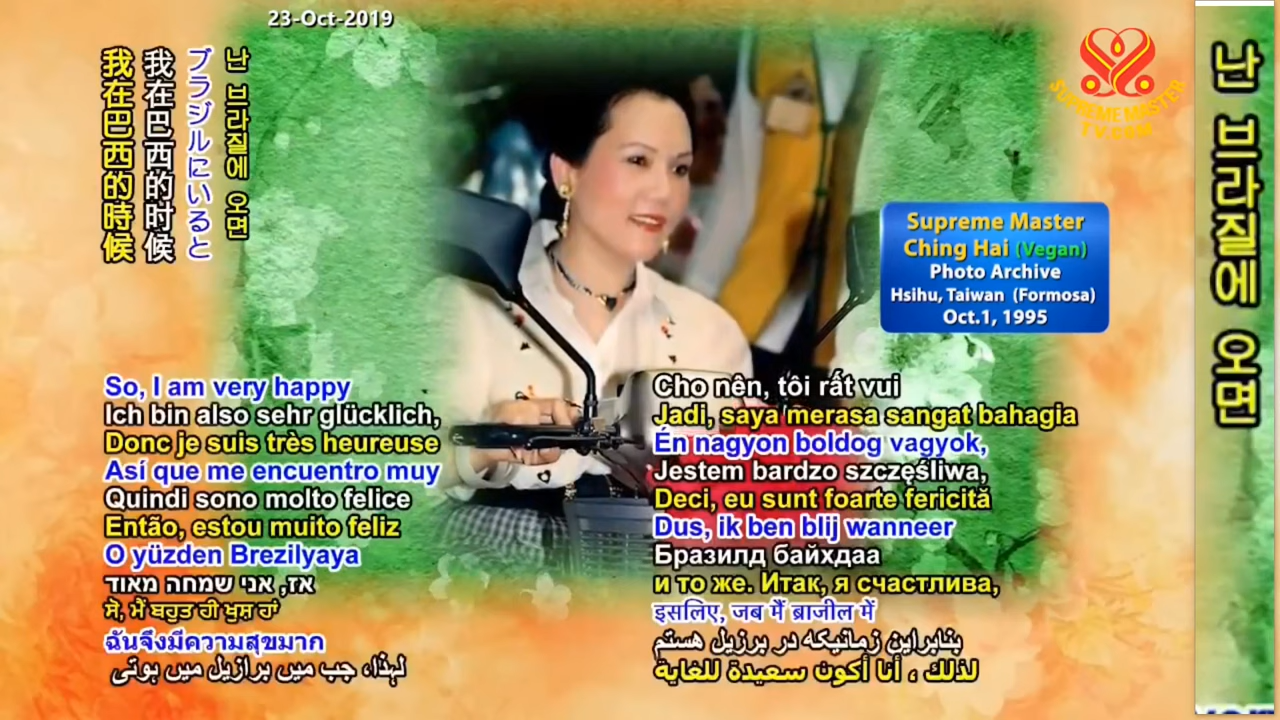 23-Oct-2019
我在巴西的時候
我在巴西的时候
ブラジルにいると
난 브라질에 오면
SUPREME MASTER
TV.COM
Supreme Master
Ching Hai (Vegan)
Photo Archive
Hsihu, Taiwan (Formosa)
Oct.1, 1995
So, I am very happy
Ich bin also sehr glücklich,
Donc je suis très heureuse
Así que me encuentro muy
Quindi sono molto felice
Então, estou muito feliz
O yüzden Brezilyaya
אז, אני שמחה מאוד
ਸੋ, ਮੈਂ ਬਹੁਤ ਹੀ ਖੁਸ਼ ਹਾਂ
ฉันจึงมีความสุขมาก
لہذا، جب میں برازیل میں ہوتی
Cho nên, tôi rất vui
Jadi, saya merasa sangat bahagia
Én nagyon boldog vagyok,
Jestem bardzo szczęśliwa,
Deci, eu sunt foarte fericită
Dus, ik ben blij wanneer
Бразилд байхдаа
и то же. Итак, я счастлива,
इसलिए, जब मैं ब्राजील में
بنابراین زمانیکه در برزیل هستم
لذلك ، أنا أكون سعيدة للغاية
난 브라질에 오면